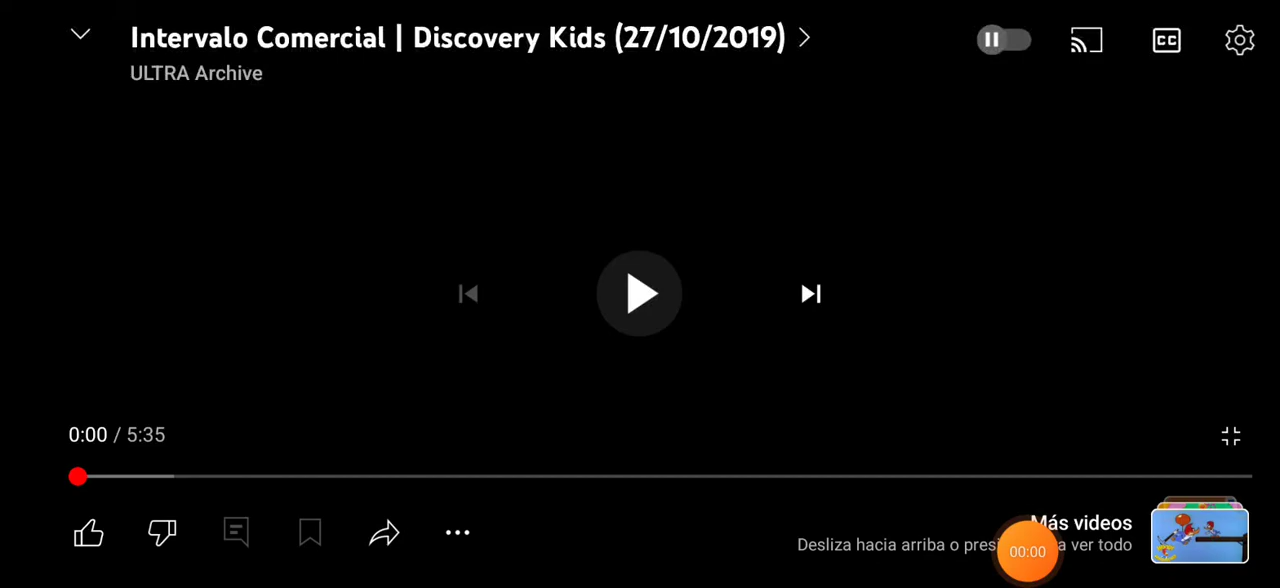 Intervalo Comercial | Discovery Kids (27/10/2019)
ULTRA Archive
CC
0:00 / 5:35
Más videos
Desliza hacia arriba o a ver todo
00:00